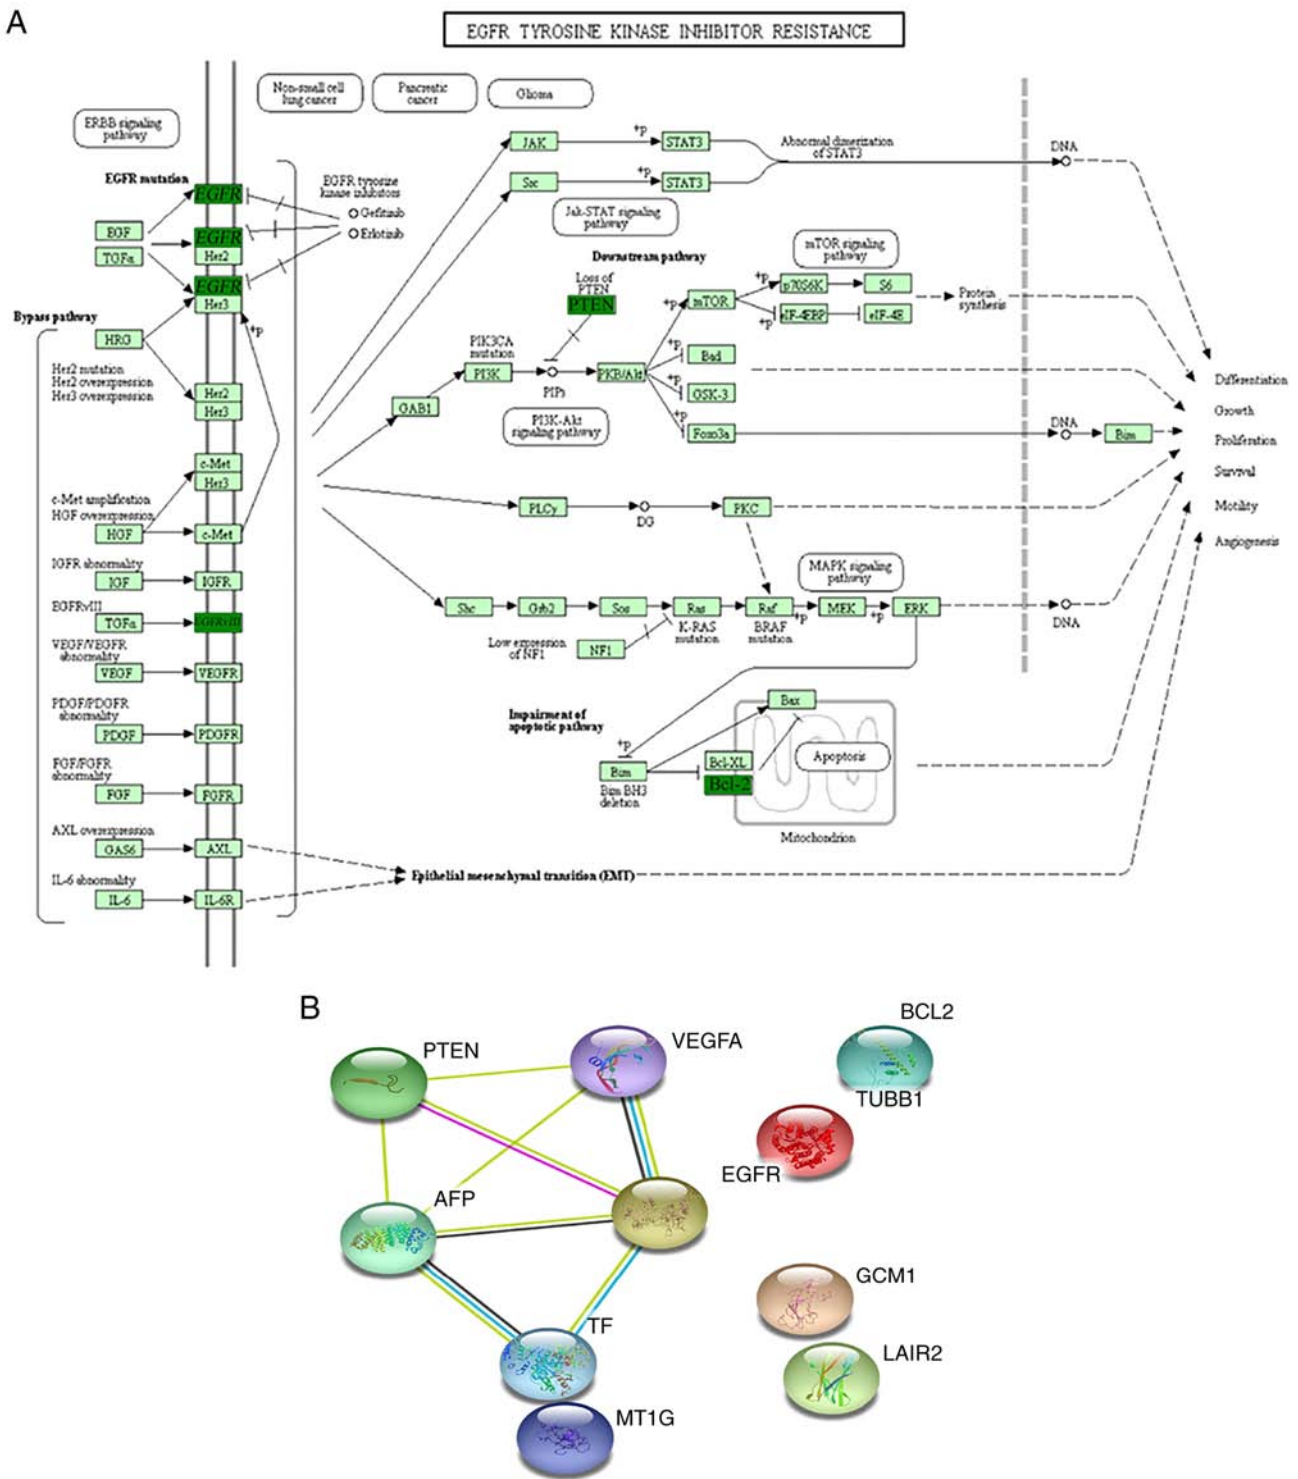 A
EGFR TYROSINE KINASE INHIBITOR RESISTANCE
Non-small cell
lung cancer
Pancreatic
cancer
Glioma
ERBB signaling
pathway
EGFR mutation
EGFR
EGF
EGFR
Her2
TGFα
EGFR
Her3
EGFR tyrosine
kinase inhibitors
Gefitinib
Erlotinib
JAK
+p
STAT3
Src
+p
STAT3
Abnormal dimerization
of STAT3
DNA
Jak-STAT signaling
pathway
Downstream pathway
mTOR signaling
pathway
Loss of
PTEN
PTEN
mTOR
+p
+p
+p
p70S6K
S6
eIF-4EBP
eIF-4E
Protein
synthesis
Bypass pathway
HRG
+p
Her2 mutation
Her2 overexpression
Her3 overexpression
Her2
Her3
PIK3CA
mutation
PI3K
PIP3
PKB/Akt
+p
Bad
+p
GSK-3
+p
Foxo3a
GAB1
PI3K-Akt
signaling pathway
DNA
Bim
Differentiation
Growth
Proliferation
Survival
Motility
Angiogenesis
c-Met
Her3
c-Met amplification
HGF overexpression
HGF
c-Met
PLCγ
DG
PKC
IGFR abnormality
IGF
IGFR
MAPK signaling
pathway
EGFRvIII
TGFα
EGFRvIII
Shc
Grb2
Sos
Ras
Raf
+p
MEK
+p
ERK
DNA
K-RAS
mutation
BRAF
mutation
Low expression
of NF1
NF1
VEGF/VEGFR
abnormality
VEGF
VEGFR
PDGF/PDGFR
abnormality
PDGF
PDGFR
Impairment of
apoptotic pathway
Bax
+p
Bim
Bim BH3
deletion
Bcl-XL
Bcl-2
Apoptosis
Mitochondrion
FGF/FGFR
abnormality
FGF
FGFR
AXL overexpression
GAS6
AXL
Epithelial mesenchymal transition (EMT)
IL-6 abnormality
IL-6
IL-6R
B
PTEN
VEGFA
BCL2
TUBB1
EGFR
AFP
GCM1
TF
LAIR2
MT1G